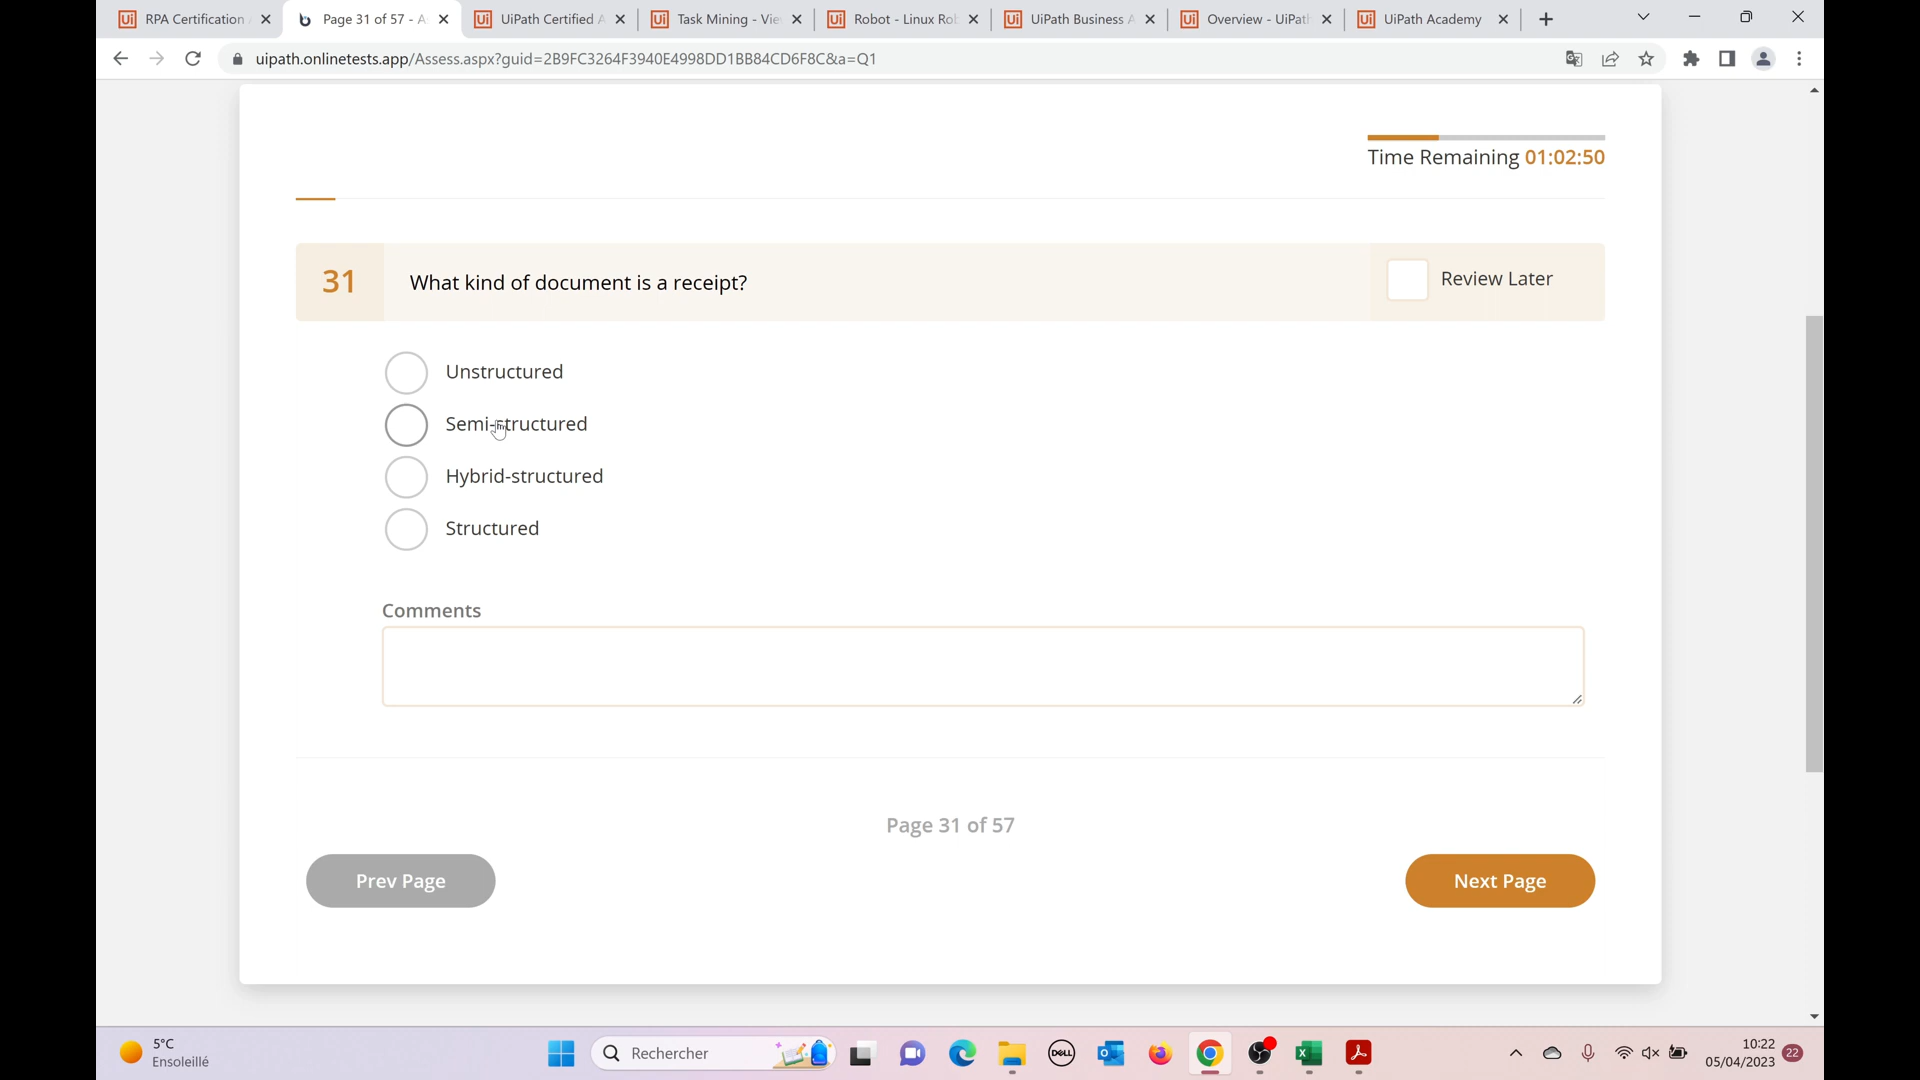 RPA Certification
Page 31 of 57 - A
UiPath Certified A
Task Mining - Vie
Robot - Linux Rob
UiPath Business A
Overview - UiPath
UiPath Academy
uipath.onlinetests.app/Assess.aspx?guid=2B9FC3264F3940E4998DD1BB84CD6F8C&a=Q1
Time Remaining 01:02:50
31
What kind of document is a receipt?
Review Later
Unstructured
Semi-structured
Hybrid-structured
Structured
Comments
Page 31 of 57
Prev Page
Next Page
5°C
Ensoleillé
Rechercher
DELL
10:22
05/04/2023
22